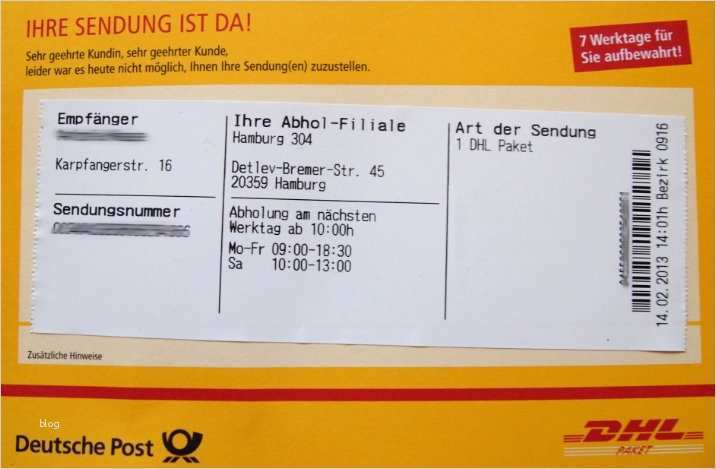 IHRE SENDUNG IST DA!
Sehr geehrte Kundin, sehr geehrter Kunde,
leider war es heute nicht möglich, Ihnen Ihre Sendung(en) zuzustellen.
7 Werktage für
Sie aufbewahrt!
Empfänger
Karpfangerstr. 16
Sendungsnummer
Ihre Abhol-Filiale
Hamburg 304
Detlev-Bremer-Str. 45
20359 Hamburg
Abholung am nächsten
Werktag ab 10:00h
Mo-Fr 09:00-18:30
Sa 10:00-13:00
Art der Sendung
1 DHL Paket
14.02.2013 14:01h Bezirk 0916
Zusätzliche Hinweise
blog
Deutsche Post
DHL
PAKET